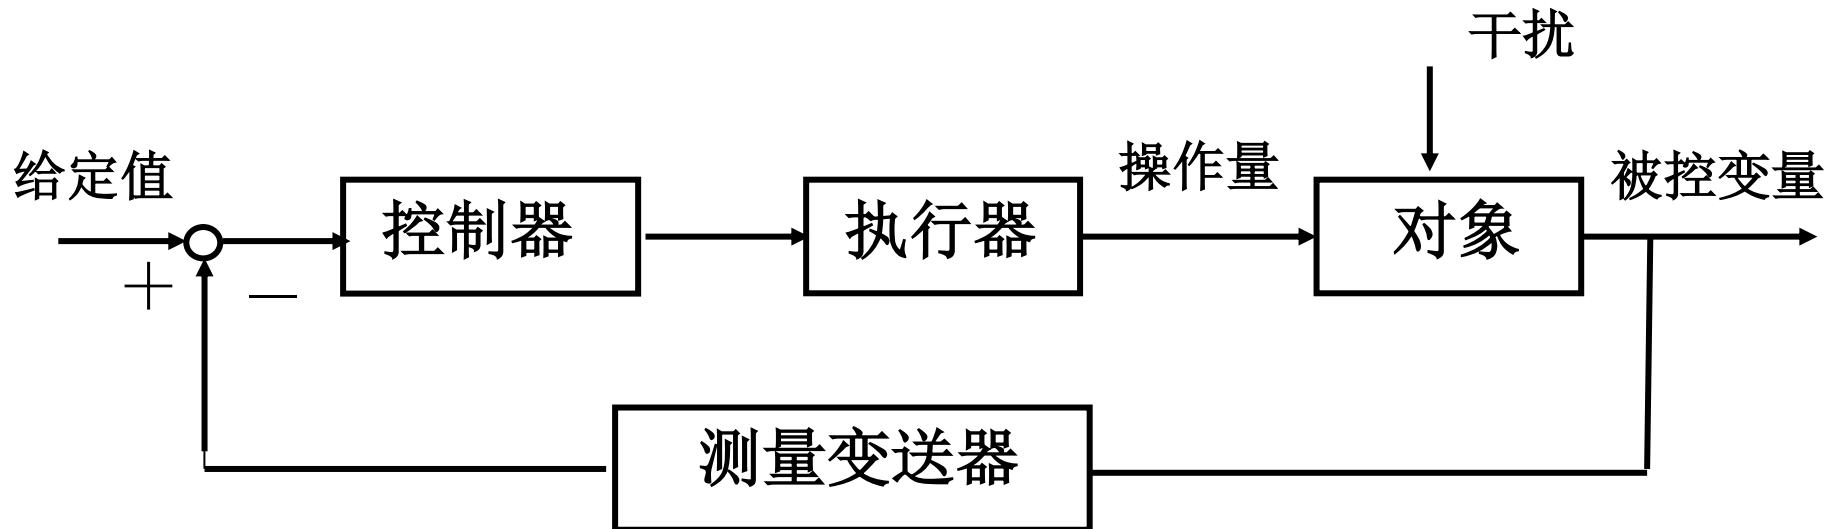 干扰
给定值
操作量
被控变量
控制器
执行器
对象
+
—
测量变送器